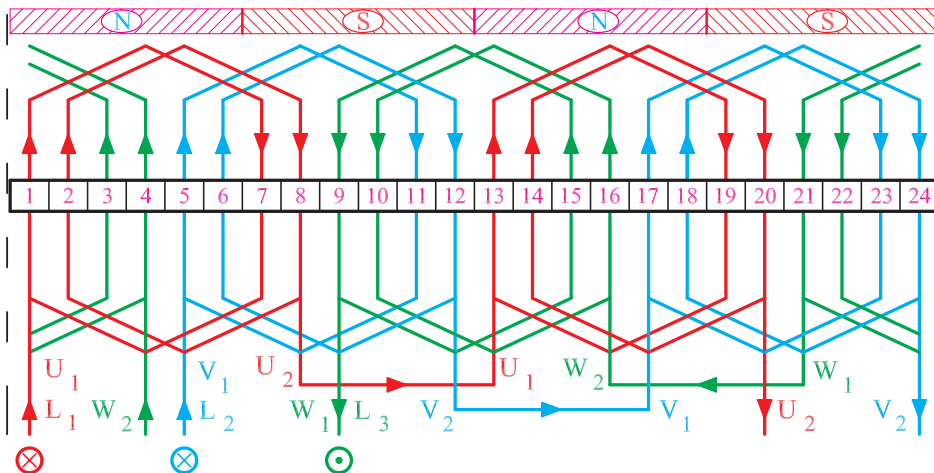 N S N S
1 2 3 4 5 6 7 8 9 10 11 12 13 14 15 16 17 18 19 20 21 22 23 24
U1 V1 U2 U1 W2 W1
L1 W2 L2 W1 L3 V2 V1 U2 V2